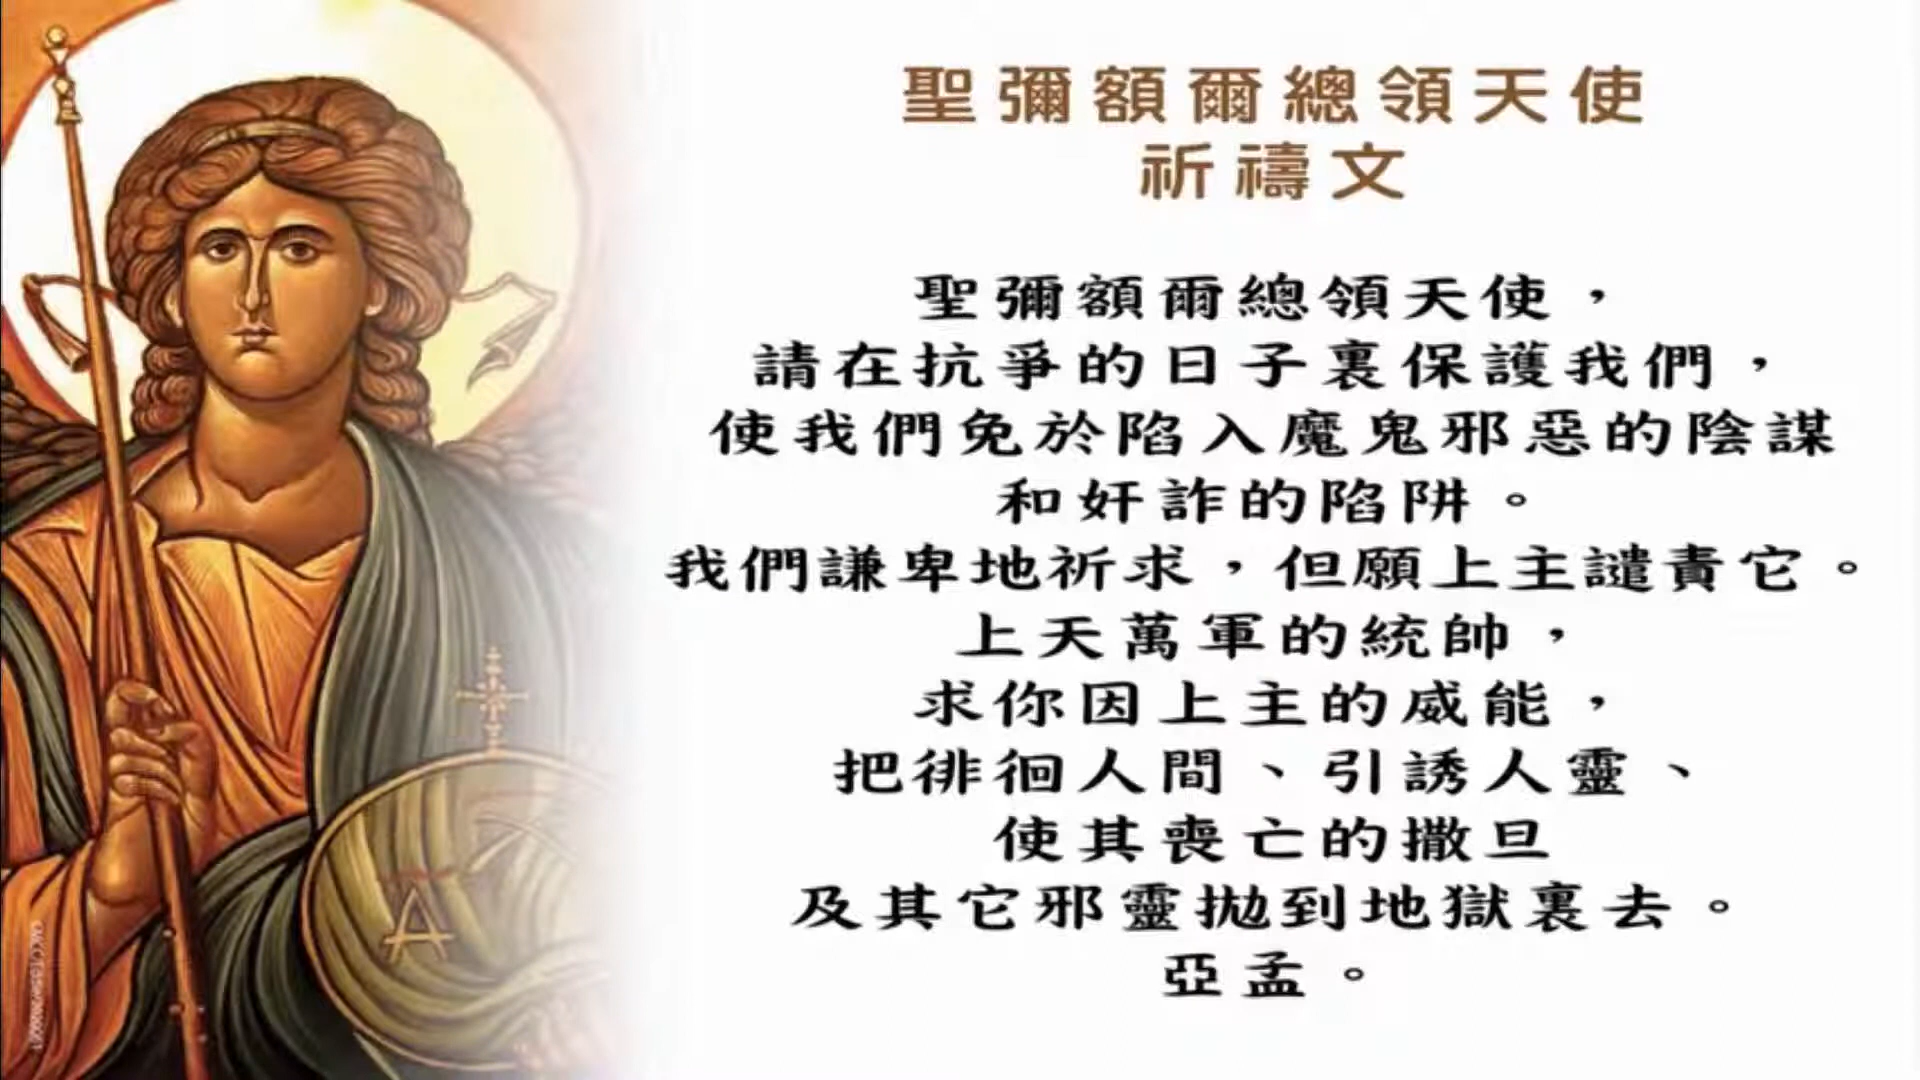 聖彌額爾總領天使
祈禱文
聖彌額爾總領天使，
請在抗爭的日子裏保護我們，
使我們免於陷入魔鬼邪惡的陰謀
和奸詐的陷阱。
我們謙卑地祈求，但願上主譴責它。
上天萬軍的統帥，
求你因上主的威能，
把徘徊人間、引誘人靈、
使其喪亡的撒旦
及其它邪靈拋到地獄裏去。
亞孟。